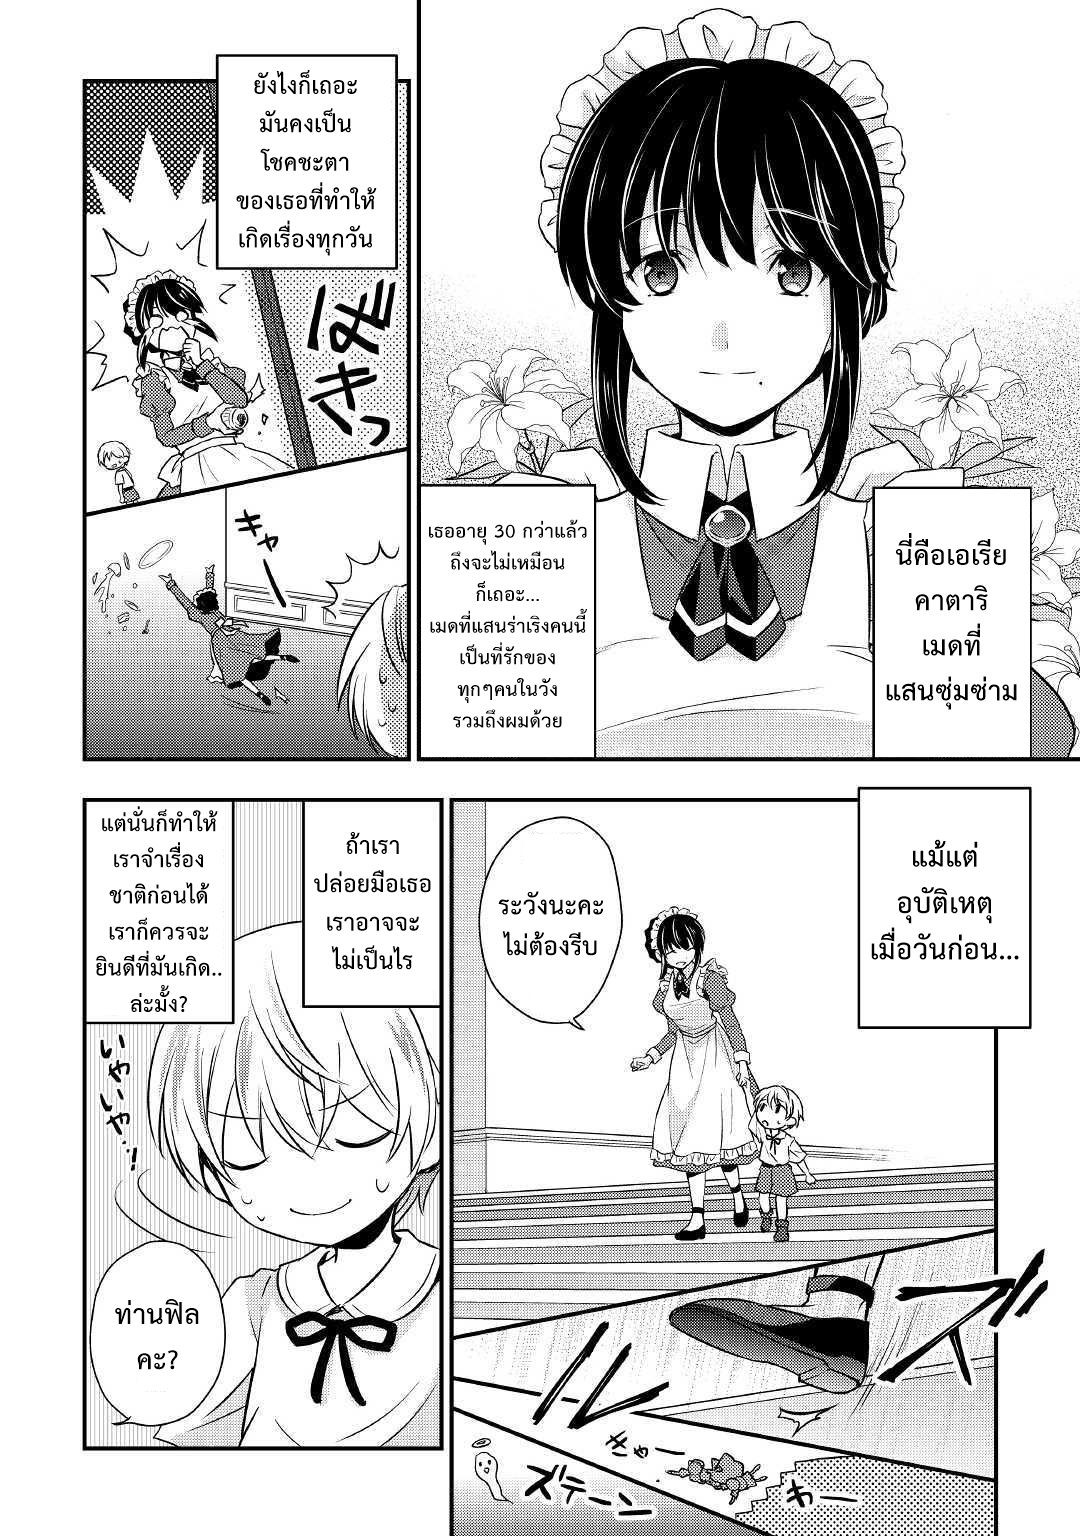 นี่คือเอเรีย
คาตาริ
เมดที่
แสนซุ่มซ่าม
เธออายุ 30 กว่าแล้ว
ถึงจะไม่เหมือน
ก็เถอะ...
เมดที่แสนร่าเริงคนนี้
เป็นที่รักของ
ทุกๆคนในวัง
รวมถึงผมด้วย
ยังไงก็เถอะ
มันคงเป็น
โชคชะตา
ของเธอที่ทำให้
เกิดเรื่องทุกวัน
キャー
แม้แต่
อุบัติเหตุ
เมื่อวันก่อน...
ระวังนะคะ
ไม่ต้องรีบ
ズルッ
きゃー
わー
ズテーン
ถ้าเรา
ปล่อยมือเธอ
เราอาจจะ
ไม่เป็นไร
แต่นั่นก็ทำให้
เราจำเรื่อง
ชาติก่อนได้
เราก็ควรจะ
ยินดีที่มันเกิด..
ล่ะมั้ง?
いやいや..!
ท่านฟิล
คะ?